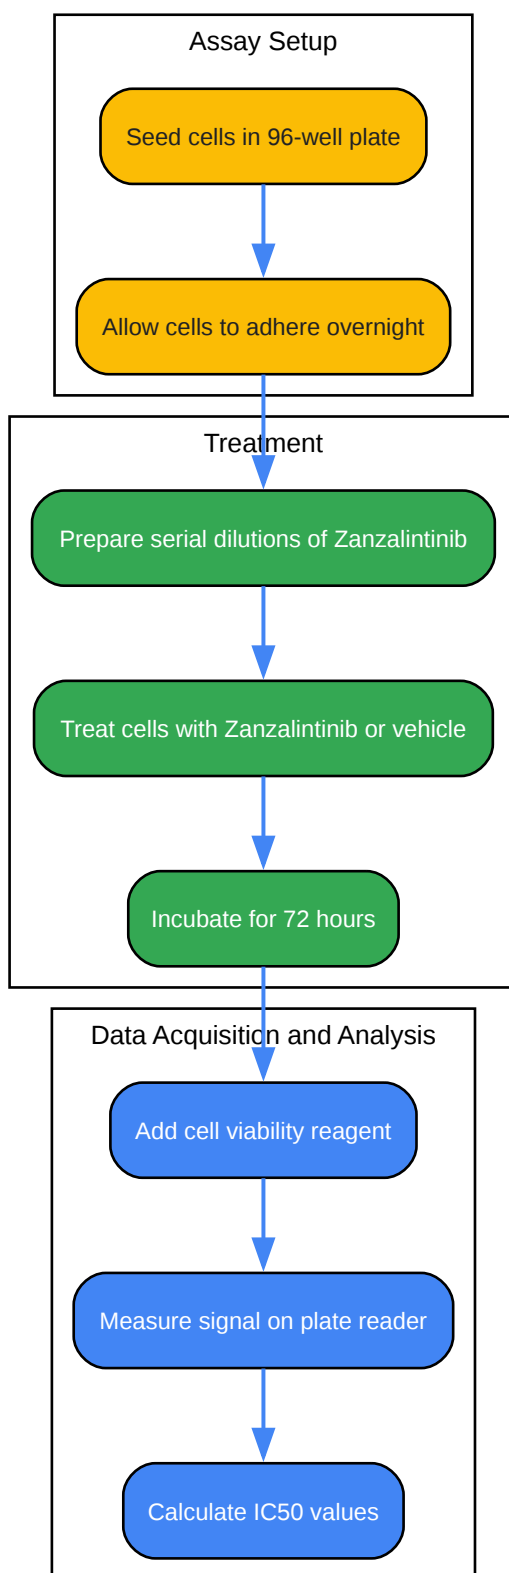 Assay Setup
Seed cells in 96-well plate
Allow cells to adhere overnight
Treatment
Prepare serial dilutions of Zanzalintinib
Treat cells with Zanzalintinib or vehicle
Incubate for 72 hours
Data Acquisition and Analysis
Add cell viability reagent
Measure signal on plate reader
Calculate IC50 values